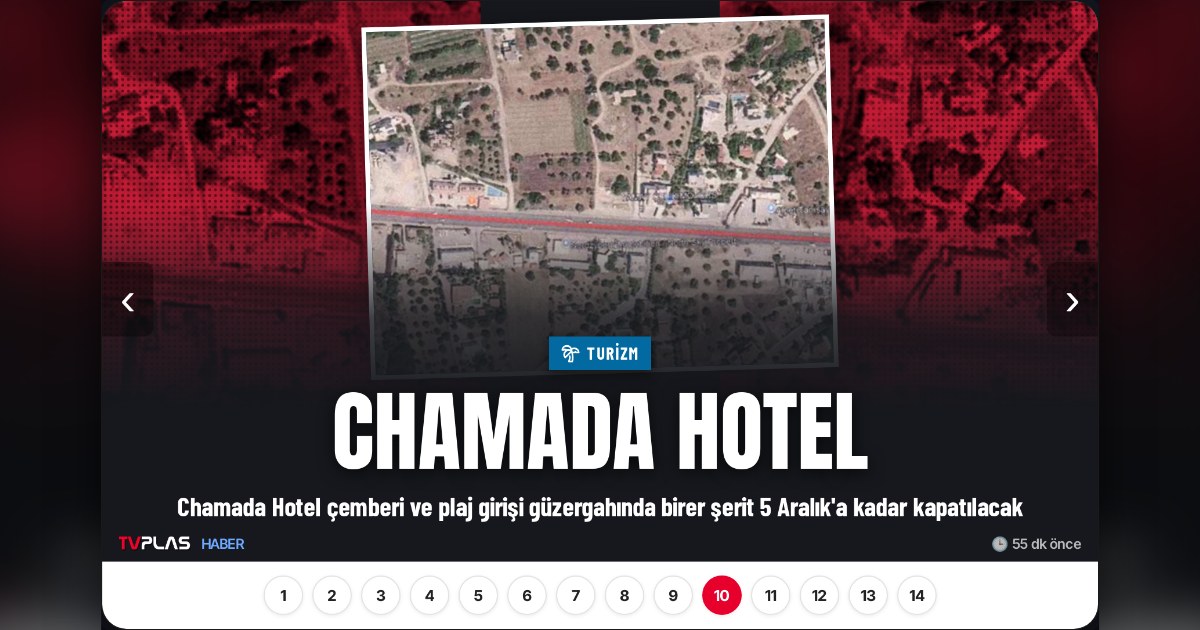 TURİZM
CHAMADA HOTEL
Chamada Hotel çemberi ve plaj girişi güzergahında birer şerit 5 Aralık'a kadar kapatılacak
TVPLAS HABER
55 dk önce
1 2 3 4 5 6 7 8 9 10 11 12 13 14